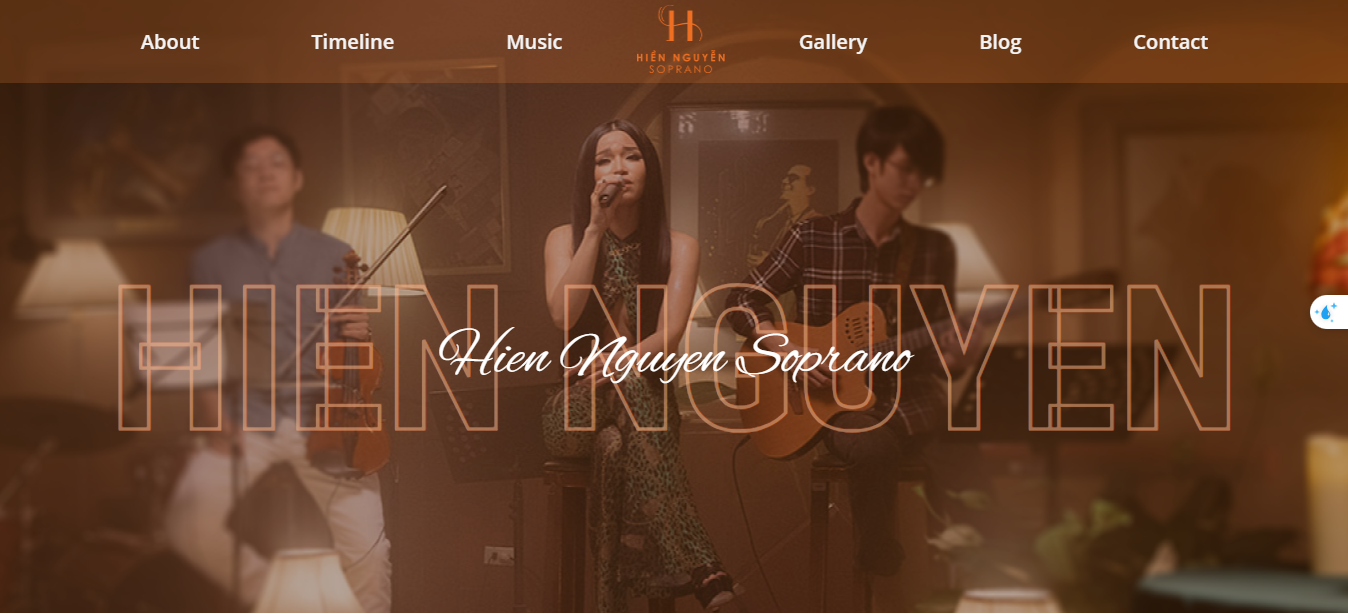 About Timeline Music Gallery Blog Contact
HIỀN NGUYỄN
SOPRANO
HIEN NGUYEN
Hien Nguyen Soprano